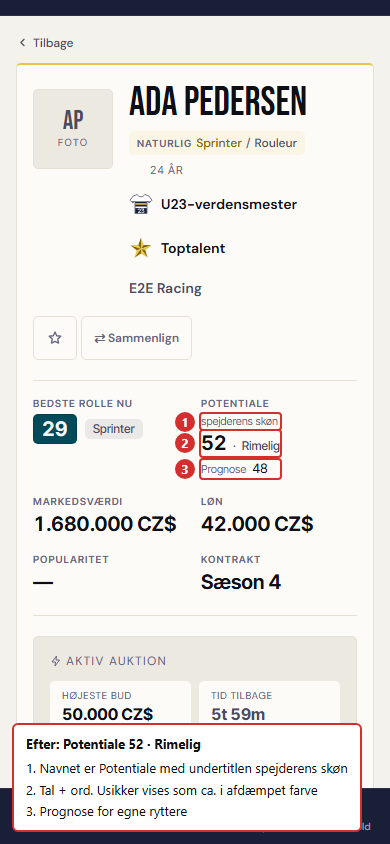 Tilbage
AP
FOTO
ADA PEDERSEN
NATURLIG Sprinter / Rouleur
24 ÅR
23
U23-verdensmester
Toptalent
E2E Racing
⇄ Sammenlign
BEDSTE ROLLE NU
29 Sprinter
POTENTIALE
1 spejderens skøn
2 52 · Rimelig
3 Prognose 48
MARKEDSVÆRDI
1.680.000 CZ$
LØN
42.000 CZ$
POPULARITET
—
KONTRAKT
Sæson 4
AKTIV AUKTION
HØJESTE BUD
50.000 CZ$
TID TILBAGE
5t 59m
Efter: Potentiale 52 · Rimelig
1. Navnet er Potentiale med undertitlen spejderens skøn
2. Tal + ord. Usikker vises som ca. i afdæmpet farve
3. Prognose for egne ryttere